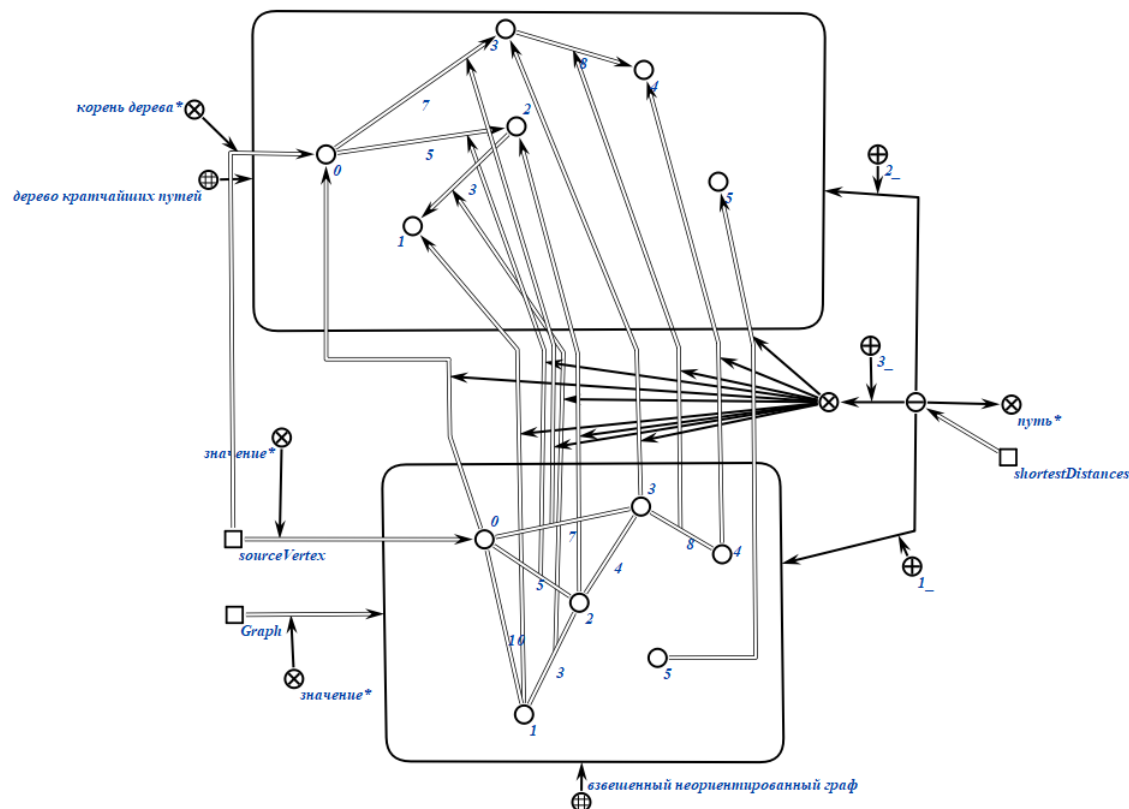 3
8
4
корень дерева*
7
2
5
0
2_
дерево кратчайших путей
3
5
1
3_
путь*
значение*
shortestDistances
3
0
7
8
4
sourceVertex
5
4
1_
2
Graph
10
5
3
значение*
1
взвешенный неориентированный граф